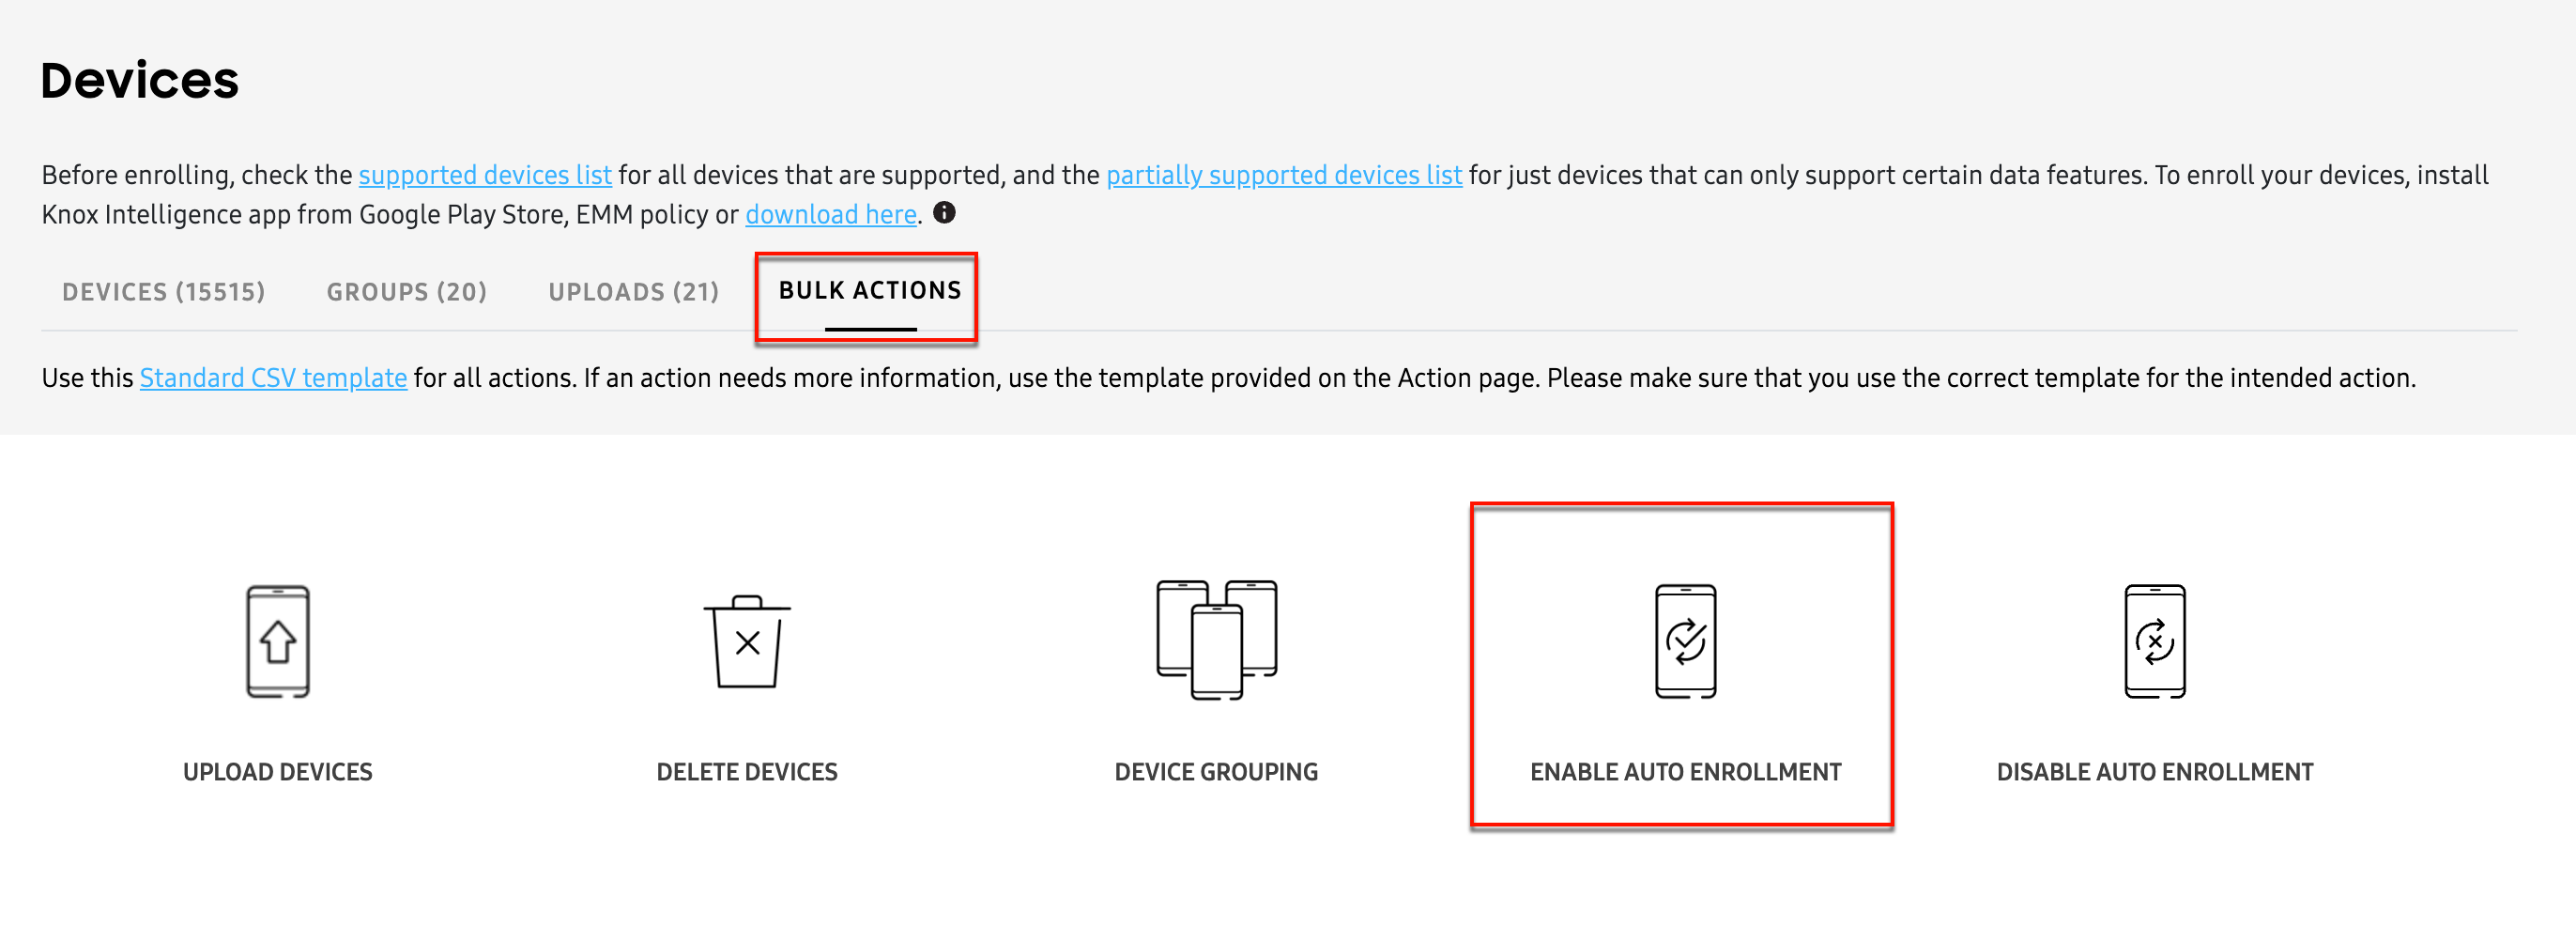 Devices
Before enrolling, check the supported devices list for all devices that are supported, and the partially supported devices list for just devices that can only support certain data features. To enroll your devices, install
Knox Intelligence app from Google Play Store, EMM policy or download here.
DEVICES (15515) GROUPS (20) UPLOADS (21) BULK ACTIONS
Use this Standard CSV template for all actions. If an action needs more information, use the template provided on the Action page. Please make sure that you use the correct template for the intended action.
UPLOAD DEVICES DELETE DEVICES DEVICE GROUPING ENABLE AUTO ENROLLMENT DISABLE AUTO ENROLLMENT